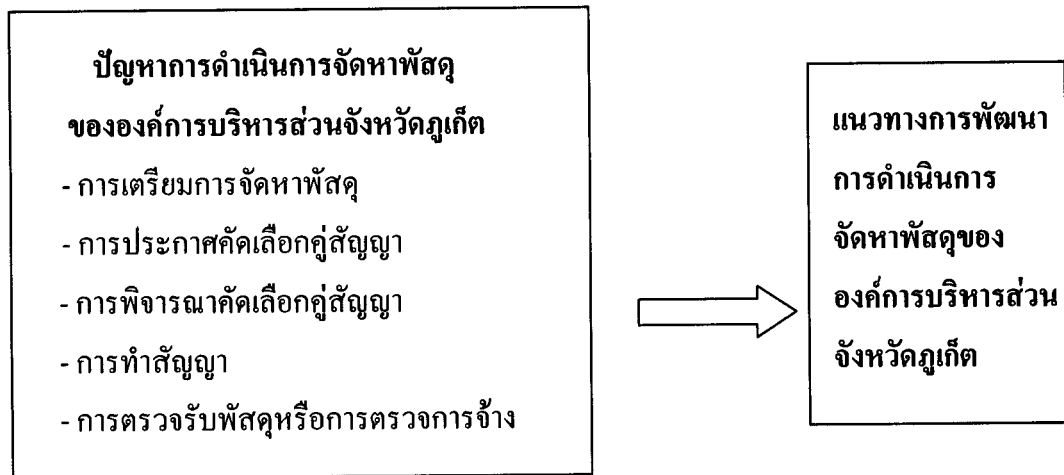 ปัญหาการดำเนินการจัดหาพัสดุ
ขององค์การบริหารส่วนจังหวัดภูเก็ต
- การเตรียมการจัดหาพัสดุ
- การประกาศคัดเลือกคู่สัญญา
- การพิจารณาคัดเลือกคู่สัญญา
- การทำสัญญา
- การตรวจรับพัสดุหรือการตรวจการจ้าง
แนวทางการพัฒนา
การดำเนินการ
จัดหาพัสดุของ
องค์การบริหารส่วน
จังหวัดภูเก็ต